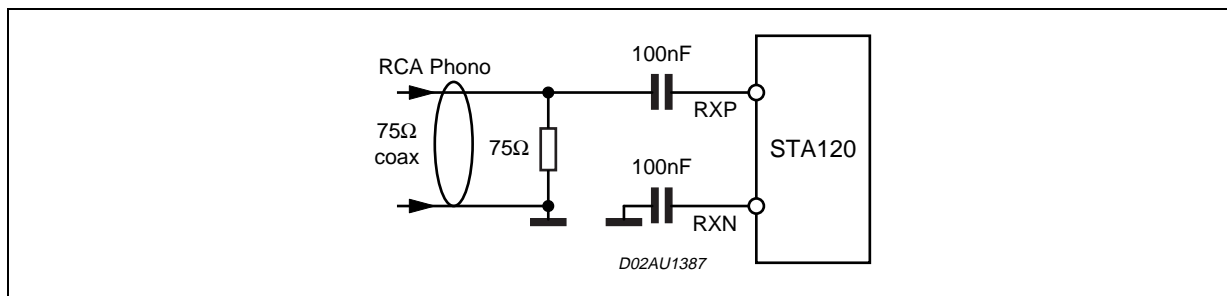 100nF
RCA Phono
RXP
75Ω
coax
75Ω
STA120
100nF
RXN
D02AU1387